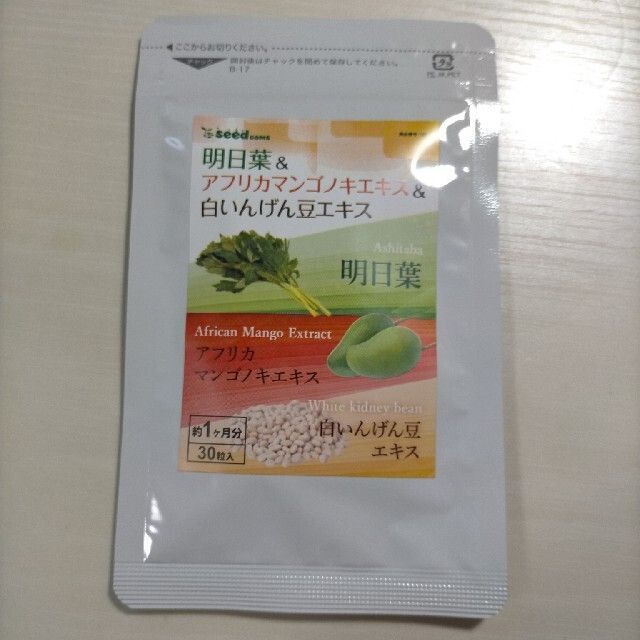 ここからお切りください。
チャック
開封後はチャックを閉めて保存してください。
B-17
PE,M,PET
seedcoms
明日葉&
アフリカマンゴノキエキス&
白いんげん豆エキス
Ashitaba
明日葉
African Mango Extract
アフリカ
マンゴノキエキス
White kidney bean
白いんげん豆
エキス
約1ヶ月分
30粒入